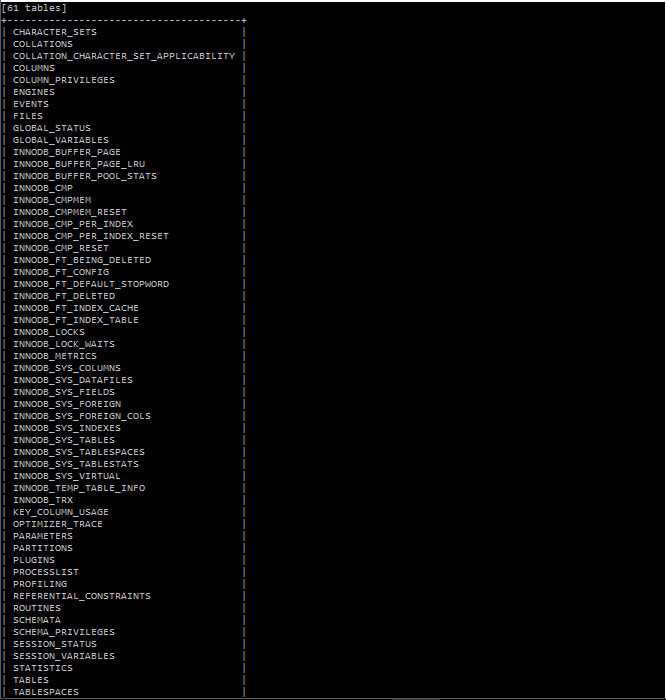 [61 tables]
+---------------------------------------+
| CHARACTER_SETS |
| COLLATIONS |
| COLLATION_CHARACTER_SET_APPLICABILITY |
| COLUMNS |
| COLUMN_PRIVILEGES |
| ENGINES |
| EVENTS |
| FILES |
| GLOBAL_STATUS |
| GLOBAL_VARIABLES |
| INNODB_BUFFER_PAGE |
| INNODB_BUFFER_PAGE_LRU |
| INNODB_BUFFER_POOL_STATS |
| INNODB_CMP |
| INNODB_CMPMEM |
| INNODB_CMPMEM_RESET |
| INNODB_CMP_PER_INDEX |
| INNODB_CMP_PER_INDEX_RESET |
| INNODB_CMP_RESET |
| INNODB_FT_BEING_DELETED |
| INNODB_FT_CONFIG |
| INNODB_FT_DEFAULT_STOPWORD |
| INNODB_FT_DELETED |
| INNODB_FT_INDEX_CACHE |
| INNODB_FT_INDEX_TABLE |
| INNODB_LOCKS |
| INNODB_LOCK_WAITS |
| INNODB_METRICS |
| INNODB_SYS_COLUMNS |
| INNODB_SYS_DATAFILES |
| INNODB_SYS_FIELDS |
| INNODB_SYS_FOREIGN |
| INNODB_SYS_FOREIGN_COLS |
| INNODB_SYS_INDEXES |
| INNODB_SYS_TABLES |
| INNODB_SYS_TABLESPACES |
| INNODB_SYS_TABLESTATS |
| INNODB_SYS_VIRTUAL |
| INNODB_TEMP_TABLE_INFO |
| INNODB_TRX |
| KEY_COLUMN_USAGE |
| OPTIMIZER_TRACE |
| PARAMETERS |
| PARTITIONS |
| PLUGINS |
| PROCESSLIST |
| PROFILING |
| REFERENTIAL_CONSTRAINTS |
| ROUTINES |
| SCHEMATA |
| SCHEMA_PRIVILEGES |
| SESSION_STATUS |
| SESSION_VARIABLES |
| STATISTICS |
| TABLES |
| TABLESPACES |